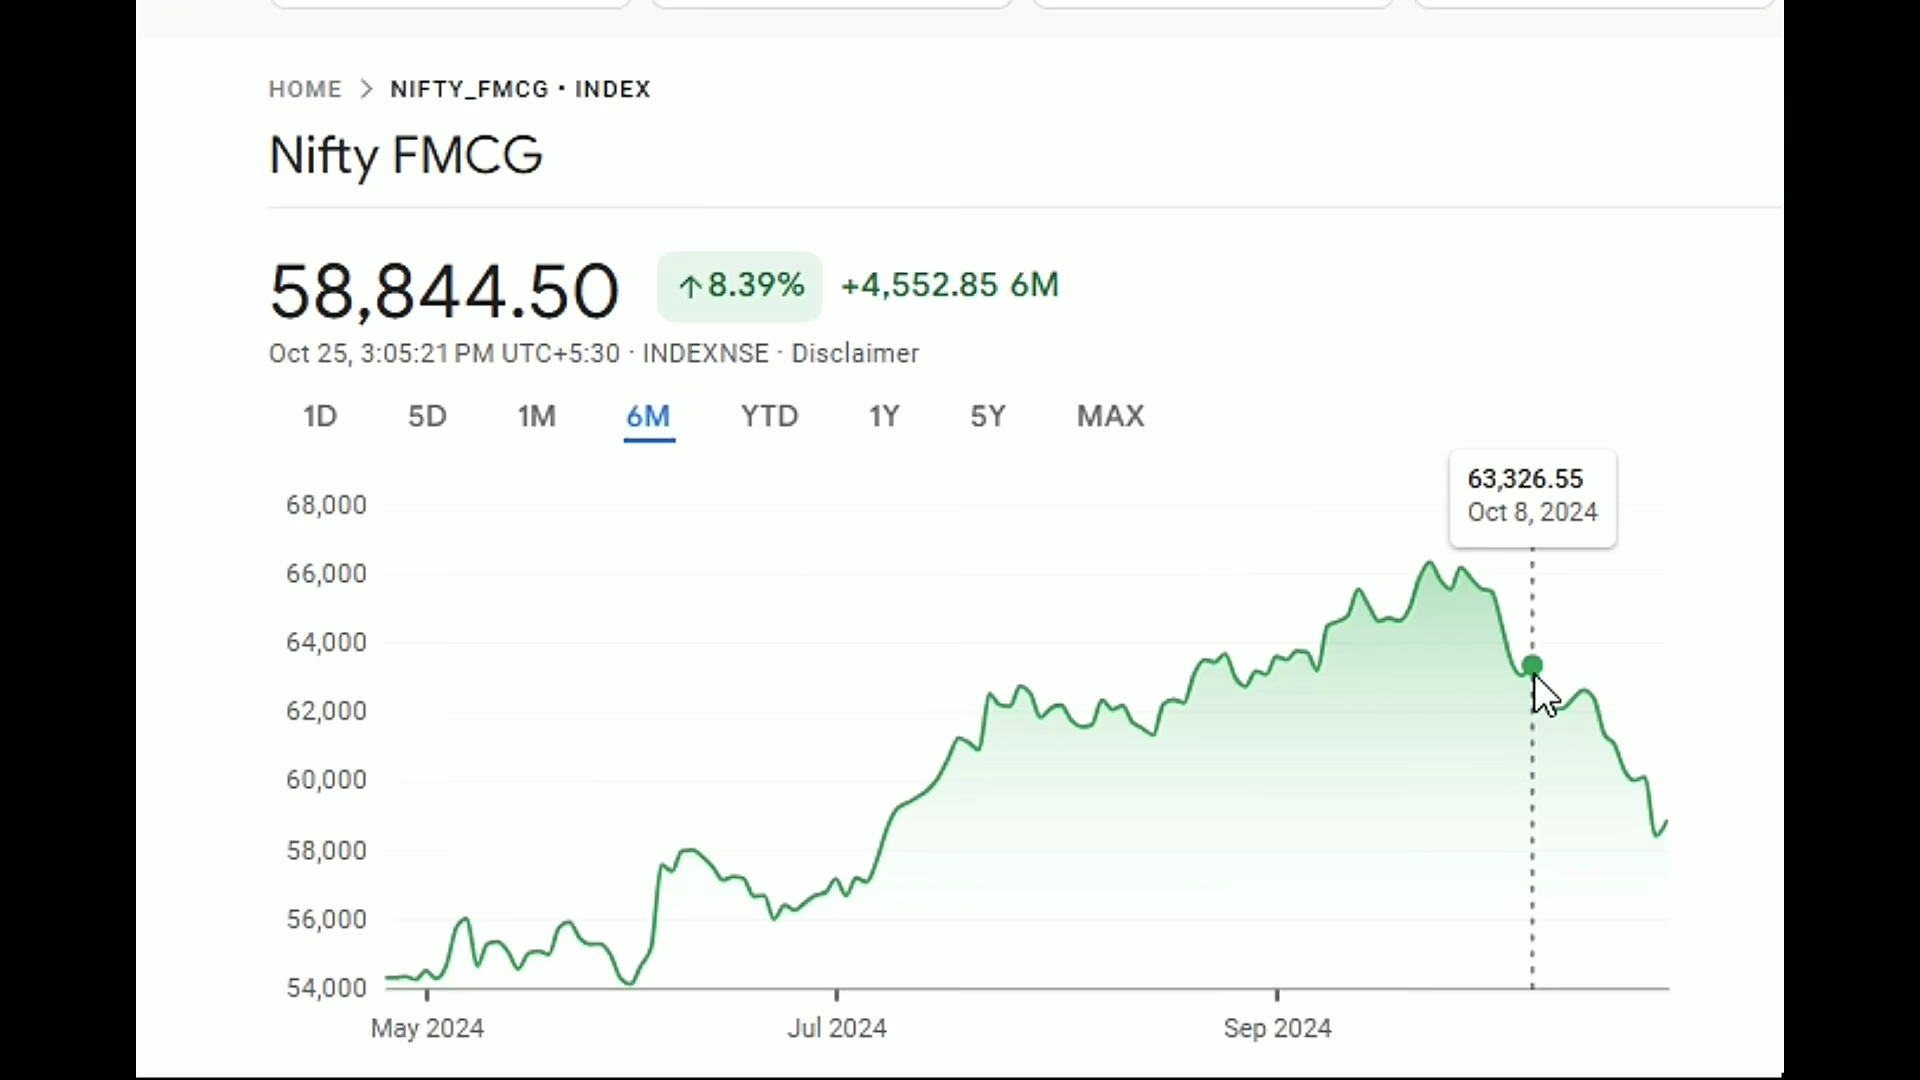 HOME > NIFTY_FMCG • INDEX
Nifty FMCG
58,844.50 ↑8.39% +4,552.85 6M
Oct 25, 3:05:21 PM UTC+5:30 · INDEXNSE · Disclaimer
1D 5D 1M 6M YTD 1Y 5Y MAX
63,326.55
Oct 8, 2024
68,000
66,000
64,000
62,000
60,000
58,000
56,000
54,000
May 2024 Jul 2024 Sep 2024